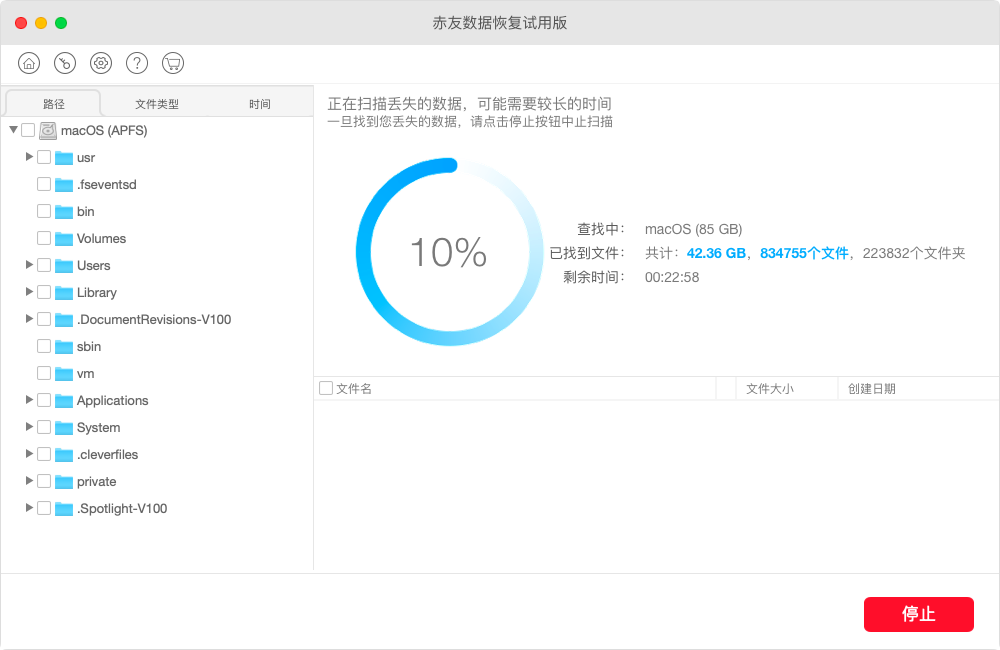 赤友数据恢复试用版
路径 文件类型 时间
macOS (APFS)
usr
.fseventsd
bin
Volumes
Users
Library
.DocumentRevisions-V100
sbin
vm
Applications
System
.cleverfiles
private
.Spotlight-V100
正在扫描丢失的数据，可能需要较长的时间
一旦找到您丢失的数据，请点击停止按钮中止扫描
10%
查找中： macOS (85 GB)
已找到文件： 共计：42.36 GB，834755个文件，223832个文件夹
剩余时间： 00:22:58
文件名 文件大小 创建日期
停止